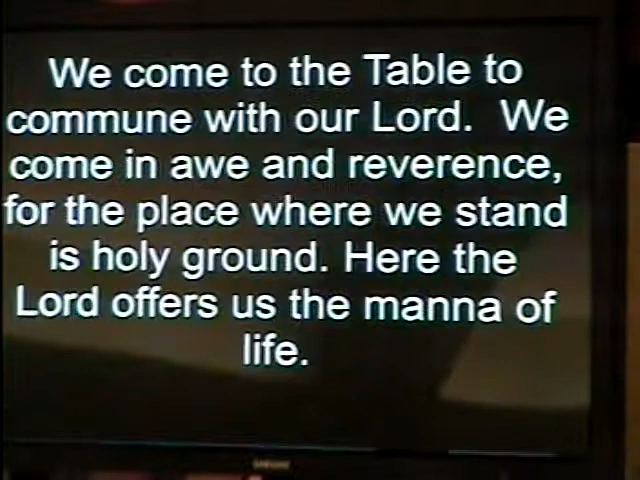 We come to the Table to
commune with our Lord.  We
come in awe and reverence,
for the place where we stand
is holy ground. Here the
Lord offers us the manna of
life.